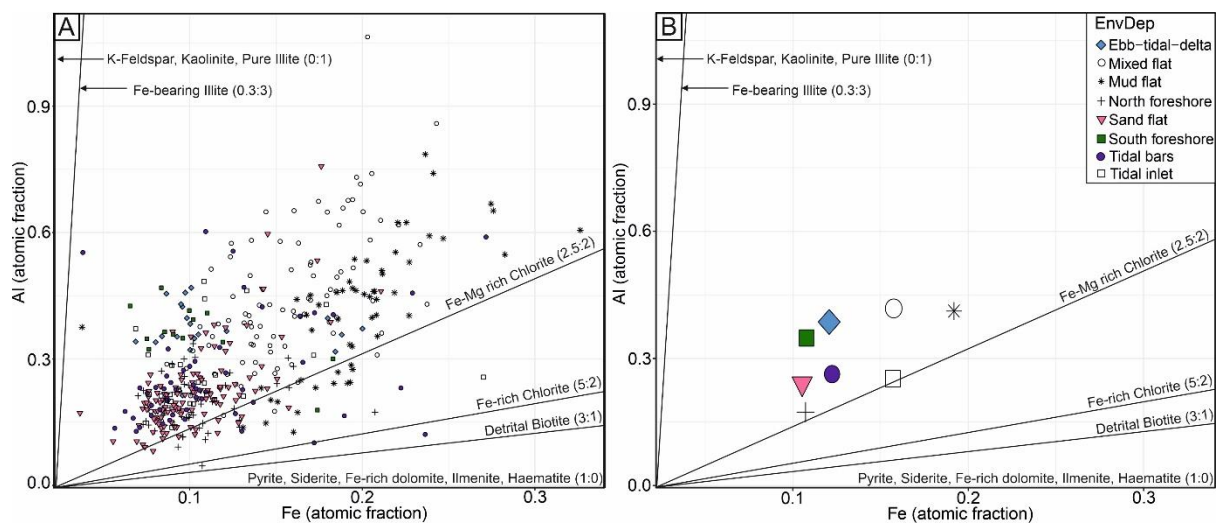 A
K-Feldspar, Kaolinite, Pure Illite (0:1)
Fe-bearing Illite (0.3:3)
0.9
0.6
0.3
0.0
Al (atomic fraction)
Fe-Mg rich Chlorite (2.5:2)
Fe-rich Chlorite (5:2)
Detrital Biotite (3:1)
Pyrite, Siderite, Fe-rich dolomite, Ilmenite, Haematite (1:0)
0.1
0.2
0.3
Fe (atomic fraction)
B
K-Feldspar, Kaolinite, Pure Illite (0:1)
Fe-bearing Illite (0.3:3)
EnvDep
Ebb-tidal-delta
Mixed flat
Mud flat
North foreshore
Sand flat
South foreshore
Tidal bars
Tidal inlet
0.9
0.6
0.3
0.0
Al (atomic fraction)
Fe-Mg rich Chlorite (2.5:2)
Fe-rich Chlorite (5:2)
Detrital Biotite (3:1)
Pyrite, Siderite, Fe-rich dolomite, Ilmenite, Haematite (1:0)
0.1
0.2
0.3
Fe (atomic fraction)